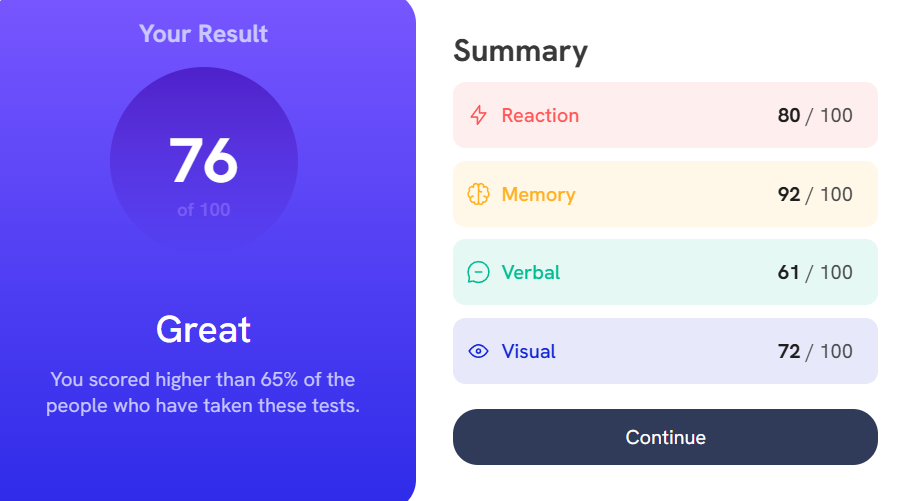 Your Result
76
of 100
Great
You scored higher than 65% of the
people who have taken these tests.
Summary
Reaction 80 / 100
Memory 92 / 100
Verbal 61 / 100
Visual 72 / 100
Continue